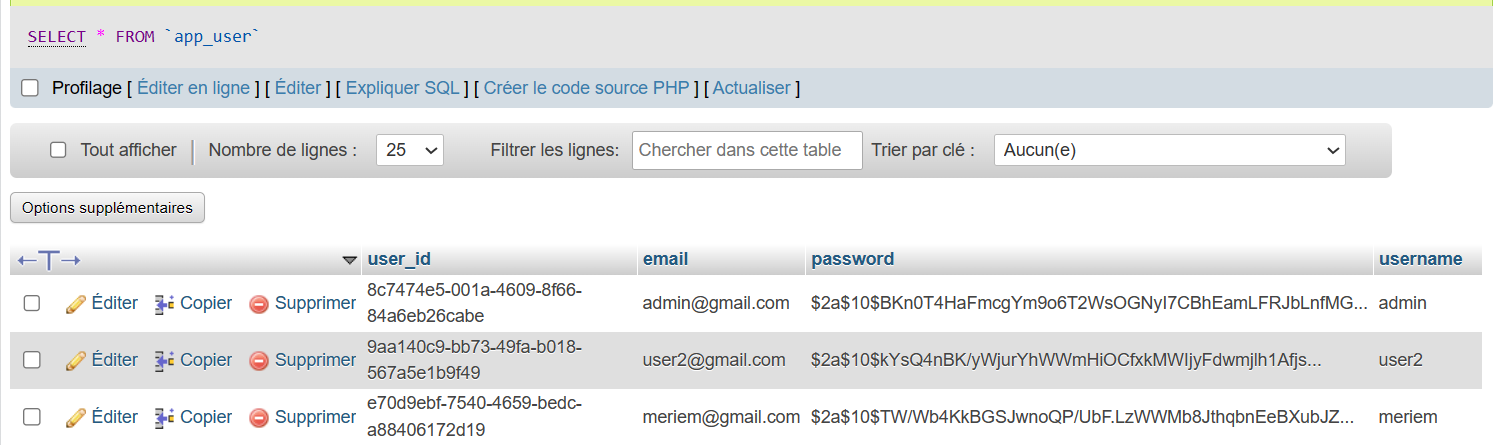 SELECT * FROM `app_user`
Profilage [ Éditer en ligne ] [ Éditer ] [ Expliquer SQL ] [ Créer le code source PHP ] [ Actualiser ]
Tout afficher Nombre de lignes : 25 Filtrer les lignes: Chercher dans cette table Trier par clé : Aucun(e)
Options supplémentaires
user_id email password username
Éditer Copier Supprimer 8c7474e5-001a-4609-8f66-84a6eb26cabe admin@gmail.com $2a$10$BKn0T4HaFmcgYm9o6T2WsOGNyI7CBhEamLFRJbLnfMG... admin
Éditer Copier Supprimer 9aa140c9-bb73-49fa-b018-567a5e1b9f49 user2@gmail.com $2a$10$kYsQ4nBK/yWjurYhWWmHiOCfxkMWIjyFdwmjlh1Afjs... user2
Éditer Copier Supprimer e70d9ebf-7540-4659-bedc-a88406172d19 meriem@gmail.com $2a$10$TW/Wb4KkBGSJwnoQP/UbF.LzWWMb8JthqbnEeBXubJZ... meriem